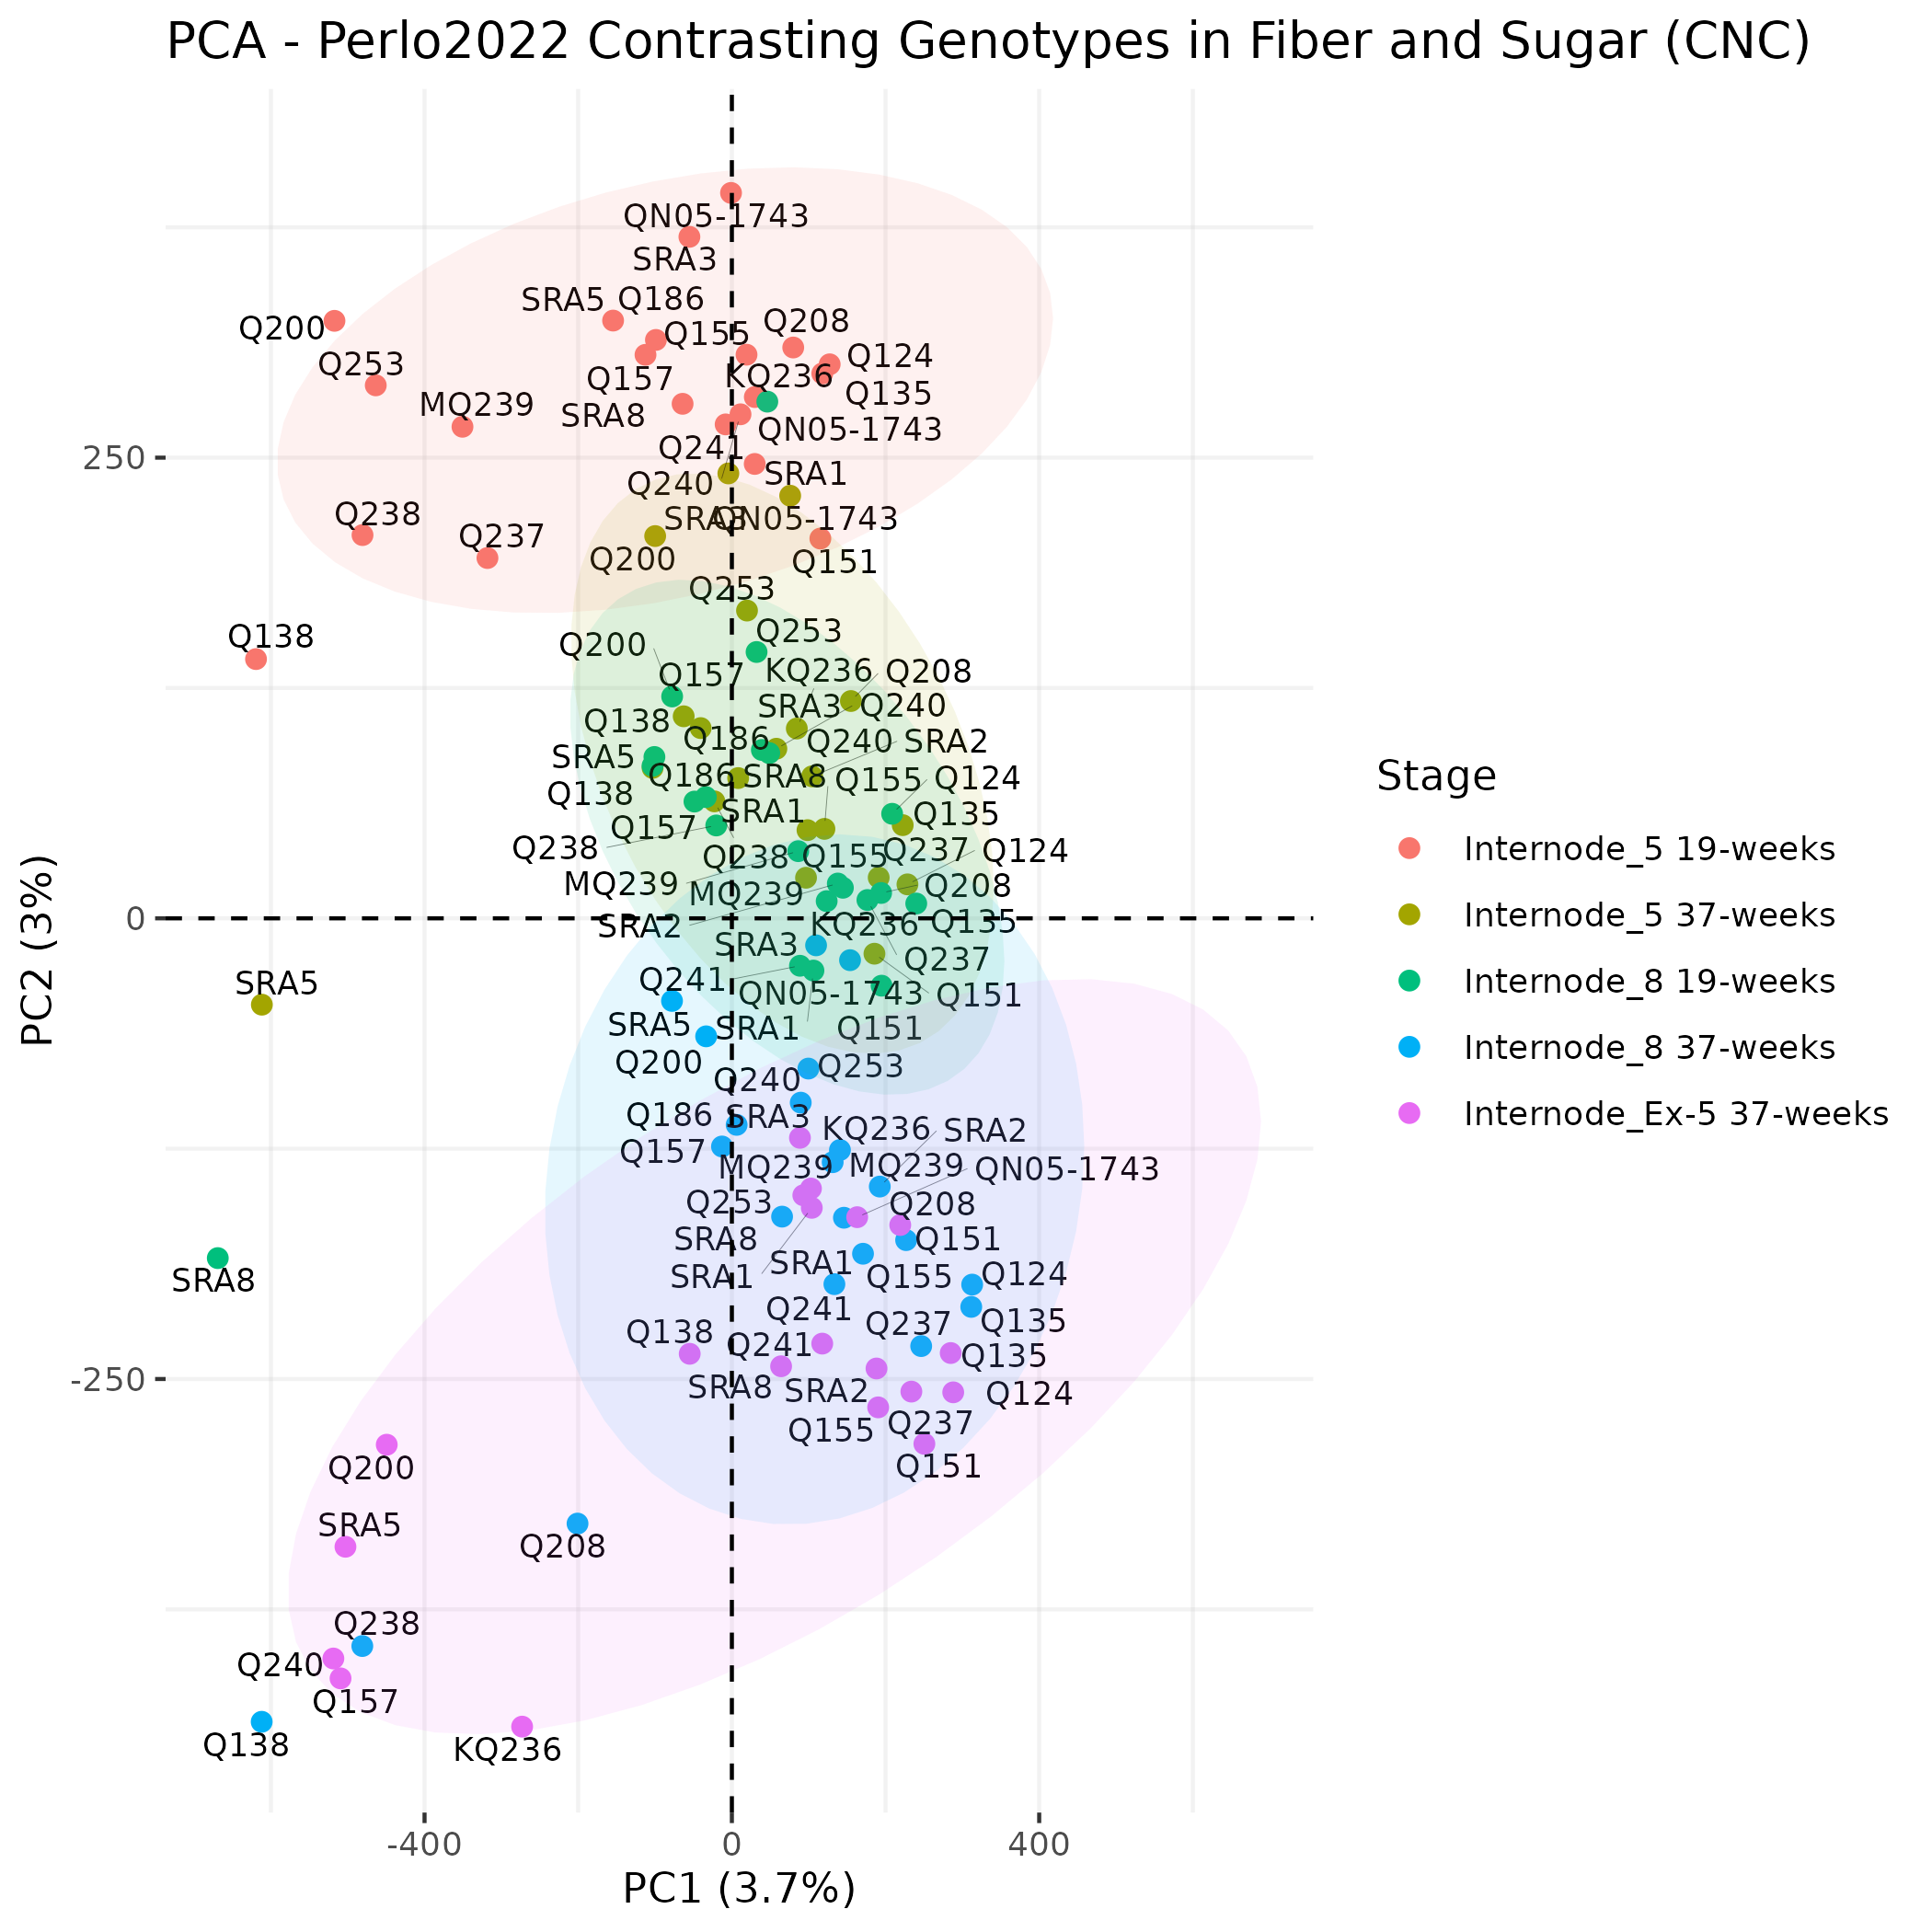 PCA - Perlo2022 Contrasting Genotypes in Fiber and Sugar (CNC)
QN05-1743
SRA3
SRA5 Q186
Q208
Q200
Q155
Q124
Q253
KQ236
Q157
Q135
MQ239
SRA8
QN05-1743
Q241
250
SRA1
Q240
Q238
SRA3
QN05-1743
Q237
Q200
Q151
Q253
Q253
Q138
Q200
Q157
KQ236
Q208
SRA3
Q240
Q138
Q186
Q240
SRA2
SRA5
Q186
SRA8
Q155
Q124
Q138
SRA1
Q135
Q157
Q238
Q238
Q155
Q237
Q124
MQ239
MQ239
Q208
0
SRA2
KQ236
Q135
SRA3
Q237
SRA5
Q241
QN05-1743
Q151
SRA5
SRA1
Q151
Q200
Q253
Q240
Q186
SRA3
KQ236
SRA2
Q157
MQ239
MQ239
QN05-1743
Q253
Q208
SRA8
Q151
SRA8
SRA1
SRA1
Q155
Q124
Q241
Q237
Q135
Q138
Q241
Q135
-250
SRA8
SRA2
Q124
Q155
Q237
Q200
Q151
SRA5
Q208
Q238
Q240
Q157
Q138
KQ236
-400
0
400
PC1 (3.7%)
PC2 (3%)
Stage
Internode_5 19-weeks
Internode_5 37-weeks
Internode_8 19-weeks
Internode_8 37-weeks
Internode_Ex-5 37-weeks